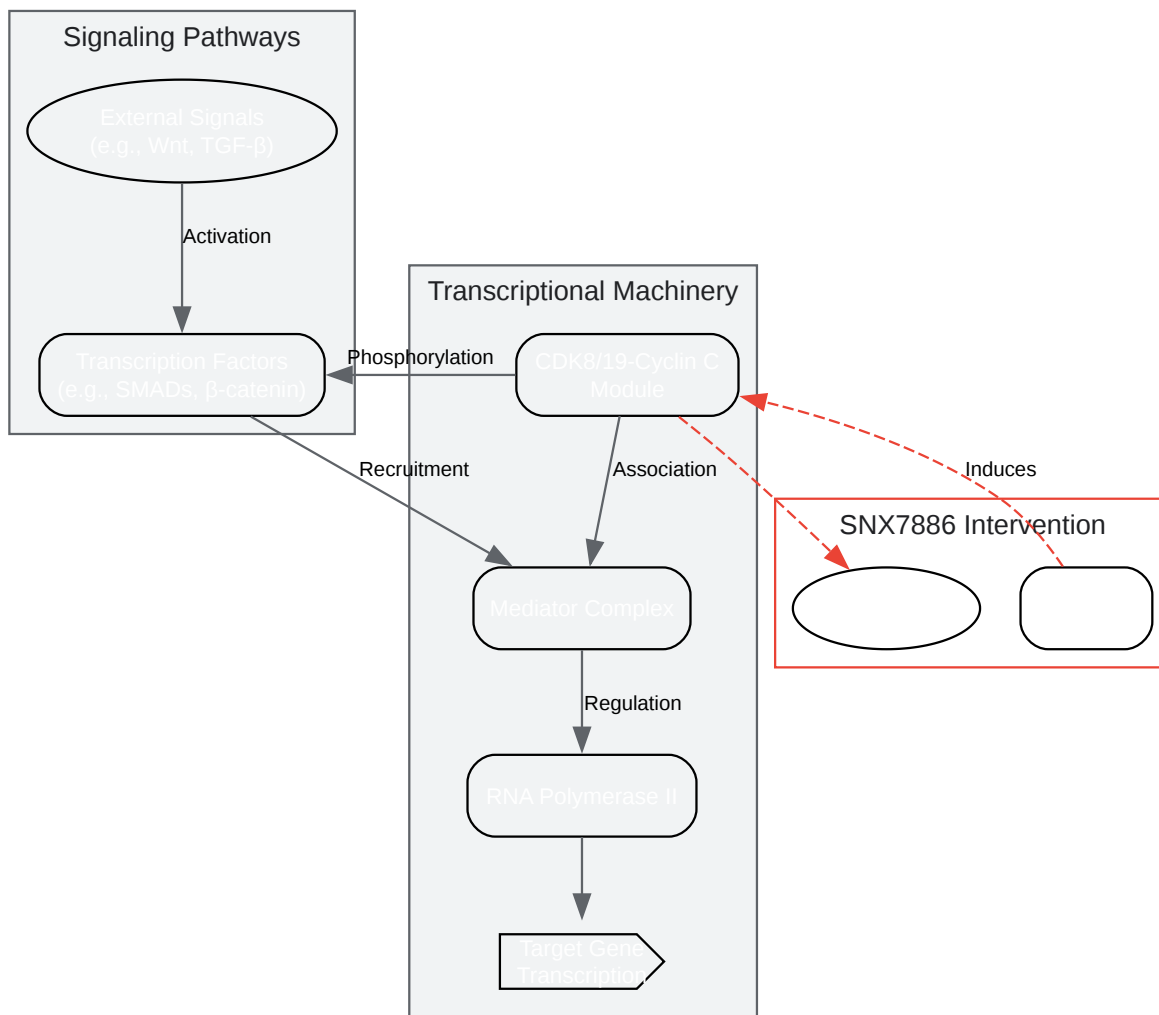 Signaling Pathways
External Signals
(e.g., Wnt, TGF-β)
Activation
Transcriptional Machinery
Transcription Factors
(e.g., SMADs, β-catenin)
Phosphorylation
CDK8/19-Cyclin C
Module
Recruitment
Association
Induces
SNX7886 Intervention
Mediator Complex
Regulation
RNA Polymerase II
Target Gene
Transcription